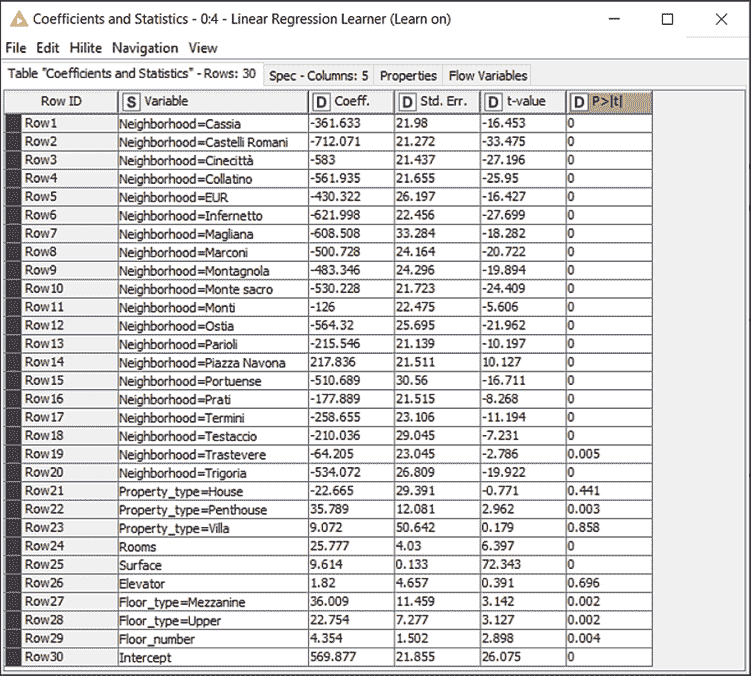 Coefficients and Statistics - 0:4 - Linear Regression Learner (Learn on)
File Edit Hilite Navigation View
Table "Coefficients and Statistics" - Rows: 30 Spec - Columns: 5 Properties Flow Variables
Row ID S Variable D Coeff. D Std. Err. D t-value D P>|t|
Row1 Neighborhood=Cassia -361.633 21.98 -16.453 0
Row2 Neighborhood=Castelli Romani -712.071 21.272 -33.475 0
Row3 Neighborhood=Cinecittà -583 21.437 -27.196 0
Row4 Neighborhood=Collatino -561.935 21.655 -25.95 0
Row5 Neighborhood=EUR -430.322 26.197 -16.427 0
Row6 Neighborhood=Infernetto -621.998 22.456 -27.699 0
Row7 Neighborhood=Magliana -608.508 33.284 -18.282 0
Row8 Neighborhood=Marconi -500.728 24.164 -20.722 0
Row9 Neighborhood=Montagnola -483.346 24.296 -19.894 0
Row10 Neighborhood=Monte sacro -530.228 21.723 -24.409 0
Row11 Neighborhood=Monti -126 22.475 -5.606 0
Row12 Neighborhood=Ostia -564.32 25.695 -21.962 0
Row13 Neighborhood=Parioli -215.546 21.139 -10.197 0
Row14 Neighborhood=Piazza Navona 217.836 21.511 10.127 0
Row15 Neighborhood=Portuense -510.689 30.56 -16.711 0
Row16 Neighborhood=Prati -177.889 21.515 -8.268 0
Row17 Neighborhood=Termini -258.655 23.106 -11.194 0
Row18 Neighborhood=Testaccio -210.036 29.045 -7.231 0
Row19 Neighborhood=Trastevere -64.205 23.045 -2.786 0.005
Row20 Neighborhood=Trigoria -534.072 26.809 -19.922 0
Row21 Property_type=House -22.665 29.391 -0.771 0.441
Row22 Property_type=Penthouse 35.789 12.081 2.962 0.003
Row23 Property_type=Villa 9.072 50.642 0.179 0.858
Row24 Rooms 25.777 4.03 6.397 0
Row25 Surface 9.614 0.133 72.343 0
Row26 Elevator 1.82 4.657 0.391 0.696
Row27 Floor_type=Mezzanine 36.009 11.459 3.142 0.002
Row28 Floor_type=Upper 22.754 7.277 3.127 0.002
Row29 Floor_number 4.354 1.502 2.898 0.004
Row30 Intercept 569.877 21.855 26.075 0